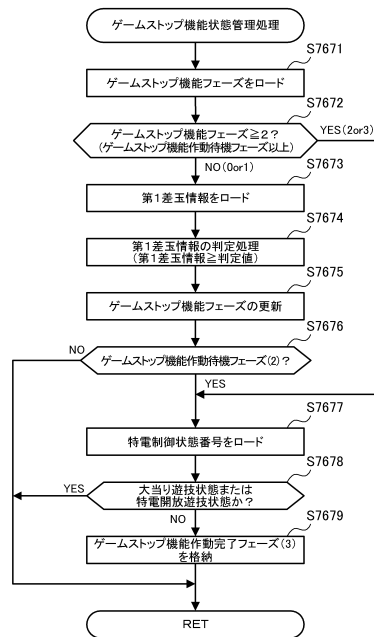 ゲームストップ機能状態管理処理
S7671
ゲームストップ機能フェーズをロード
S7672
ゲームストップ機能フェーズ≧2?
(ゲームストップ機能作動待機フェーズ以上)
YES(2or3)
NO(0or1)
S7673
第1差玉情報をロード
S7674
第1差玉情報の判定処理
(第1差玉情報≧判定値)
S7675
ゲームストップ機能フェーズの更新
S7676
NO
ゲームストップ機能作動待機フェーズ(2)?
YES
S7677
特電制御状態番号をロード
S7678
YES
大当り遊技状態または
特電開放遊技状態か?
NO
S7679
ゲームストップ機能作動完了フェーズ(3)
を格納
RET